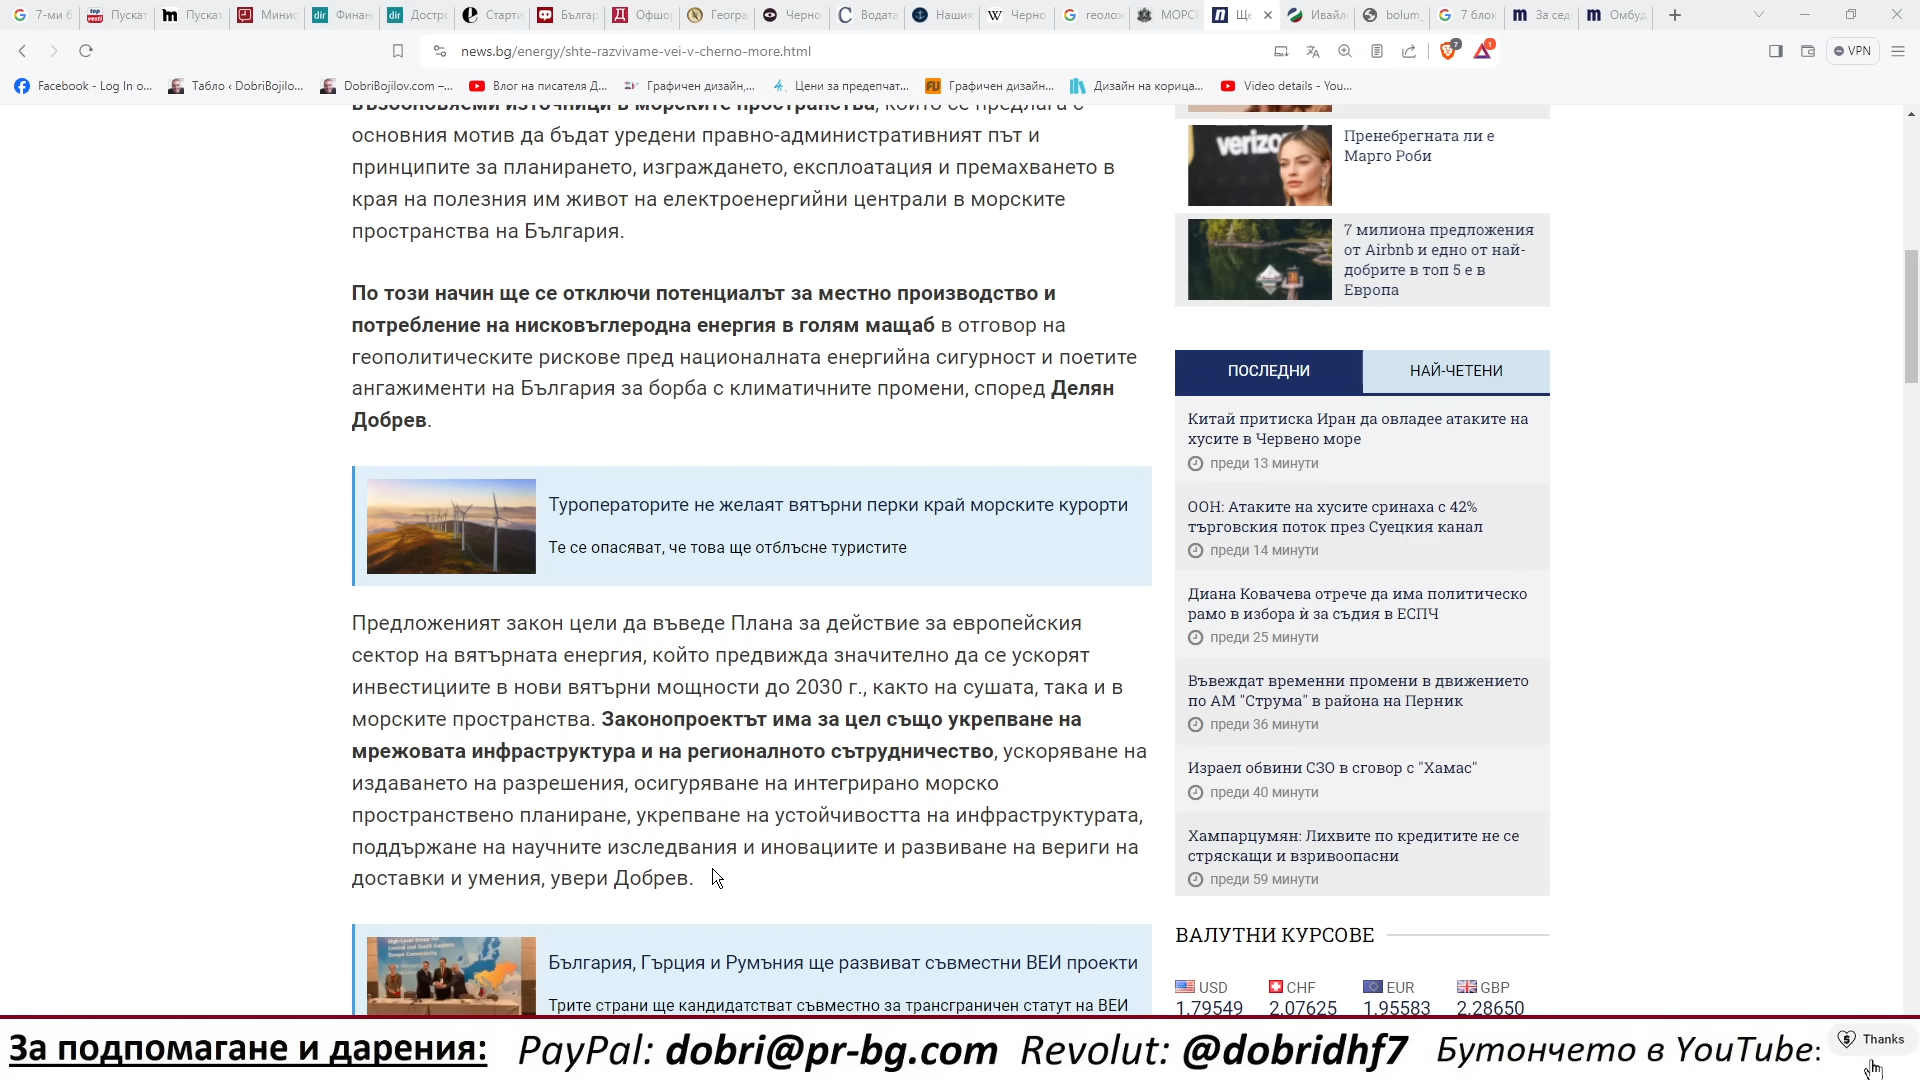 7-ми б
Пускат
Пускат
Минис
Финан
Достре
Старти
Българ
Офшо
Геогра
Черно
Водата
Нашия
Черно
геолож
МОРСК
Ще
Ивайл
bolum_
7 блок
За сед
Омбуд
news.bg/energy/shte-razvivame-vei-v-cherno-more.html
7
1
VPN
Facebook - Log In o...
Табло ‹ DobriBojilo...
DobriBojilov.com –...
Влог на писателя Д...
Графичен дизайн,...
Цени за предпечат...
Графичен дизайн...
Дизайн на корица...
Video details - You...
възобновяеми източници в морските пространства, които се предлага с
основния мотив да бъдат уредени правно-административният път и
принципите за планирането, изграждането, експлоатация и премахването в
края на полезния им живот на електроенергийни централи в морските
пространства на България.
По този начин ще се отключи потенциалът за местно производство и
потребление на нисковъглеродна енергия в голям мащаб в отговор на
геополитическите рискове пред националната енергийна сигурност и поетите
ангажименти на България за борба с климатичните промени, според Делян
Добрев.
Туроператорите не желаят вятърни перки край морските курорти
Те се опасяват, че това ще отблъсне туристите
Предложеният закон цели да въведе Плана за действие за европейския
сектор на вятърната енергия, който предвижда значително да се ускорят
инвестициите в нови вятърни мощности до 2030 г., както на сушата, така и в
морските пространства. Законопроектът има за цел също укрепване на
мрежовата инфраструктура и на регионалното сътрудничество, ускоряване на
издаването на разрешения, осигуряване на интегрирано морско
пространствено планиране, укрепване на устойчивостта на инфраструктурата,
поддържане на научните изследвания и иновациите и развиване на вериги на
доставки и умения, увери Добрев.
България, Гърция и Румъния ще развиват съвместни ВЕИ проекти
Трите страни ще кандидатстват съвместно за трансграничен статут на ВЕИ
verizon
Пренебрегната ли е
Марго Роби
7 милиона предложения
от Airbnb и едно от най-
добрите в топ 5 е в
Европа
ПОСЛЕДНИ
НАЙ-ЧЕТЕНИ
Китай притиска Иран да овладее атаките на
хусите в Червено море
преди 13 минути
ООН: Атаките на хусите сринаха с 42%
търговския поток през Суецкия канал
преди 14 минути
Диана Ковачева отрече да има политическо
рамо в избора ѝ за съдия в ЕСПЧ
преди 25 минути
Въвеждат временни промени в движението
по АМ "Струма" в района на Перник
преди 36 минути
Израел обвини СЗО в сговор с "Хамас"
преди 40 минути
Хампарцумян: Лихвите по кредитите не се
стряскащи и взривоопасни
преди 59 минути
ВАЛУТНИ КУРСОВЕ
USD CHF EUR GBP
1.79549 2.07625 1.95583 2.28650
За подпомагане и дарения: PayPal: dobri@pr-bg.com Revolut: @dobridhf7 Бутончето в YouTube: Thanks